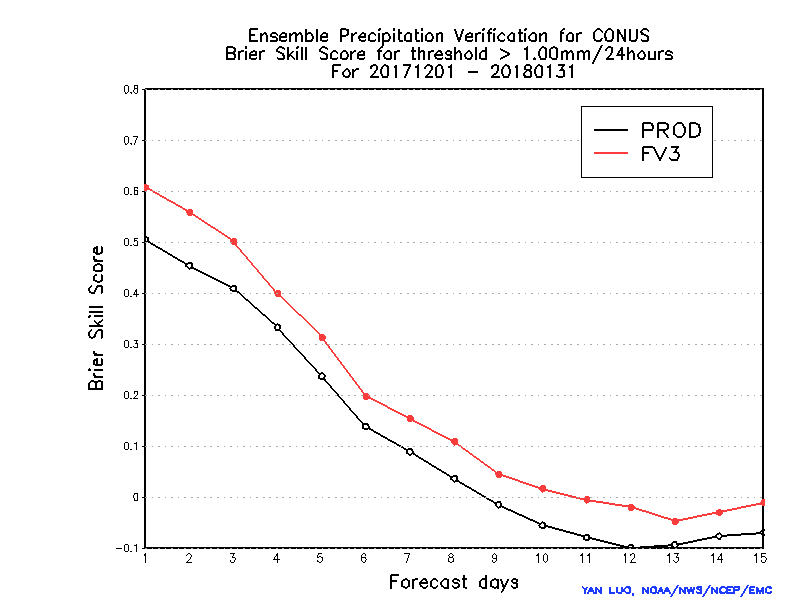 Ensemble Precipitation Verification for CONUS
Brier Skill Score for threshold > 1.00mm/24hours
For 20171201 - 20180131
PROD
FV3
0.8
0.7
0.6
0.5
0.4
0.3
0.2
0.1
0
-0.1
Brier Skill Score
1 2 3 4 5 6 7 8 9 10 11 12 13 14 15
Forecast days
YAN LUO, NOAA/NWS/NCEP/EMC